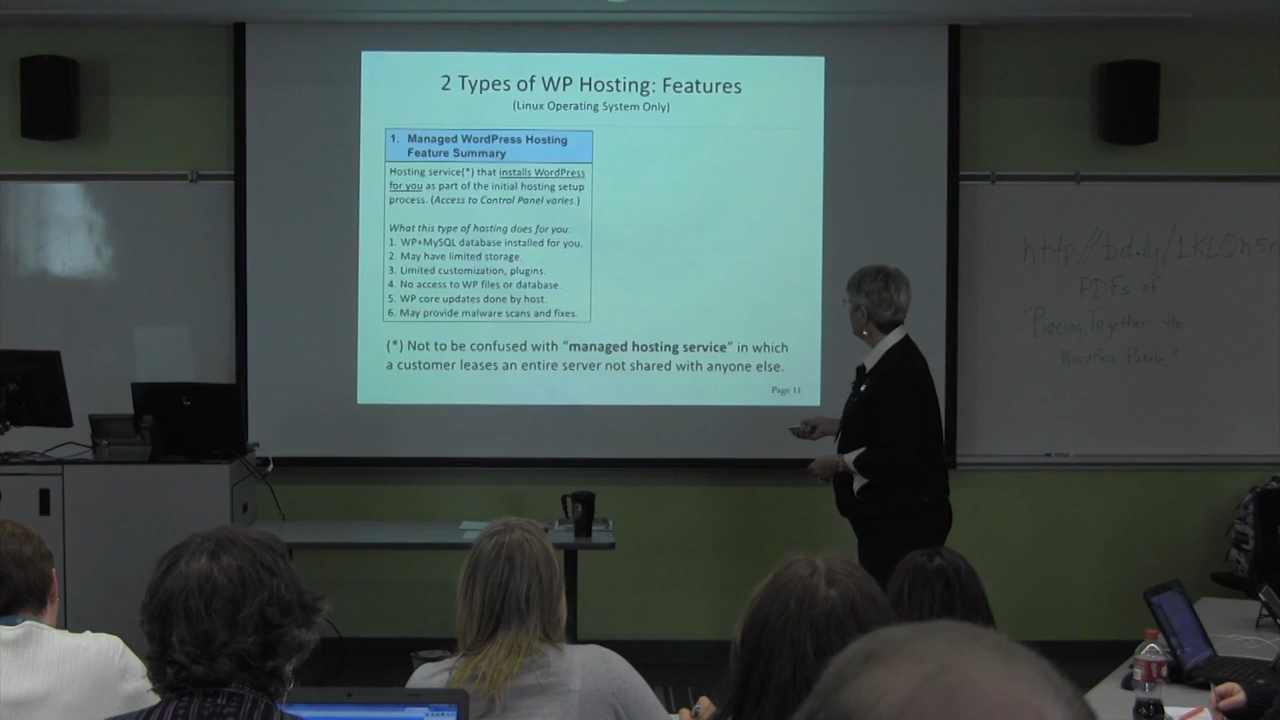 2 Types of WP Hosting: Features
(Linux Operating System Only)
1. Managed WordPress Hosting
Feature Summary
Hosting service(*) that installs WordPress
for you as part of the initial hosting setup
process. (Access to Control Panel varies.)
What this type of hosting does for you:
1. WP+MySQL database installed for you.
2. May have limited storage.
3. Limited customization, plugins.
4. No access to WP files or database.
5. WP core updates done by host.
6. May provide malware scans and fixes.
(*) Not to be confused with “managed hosting service” in which
a customer leases an entire server not shared with anyone else.
Page 11
PDFs of
"Piecing Together the
WordPress Puzzle"